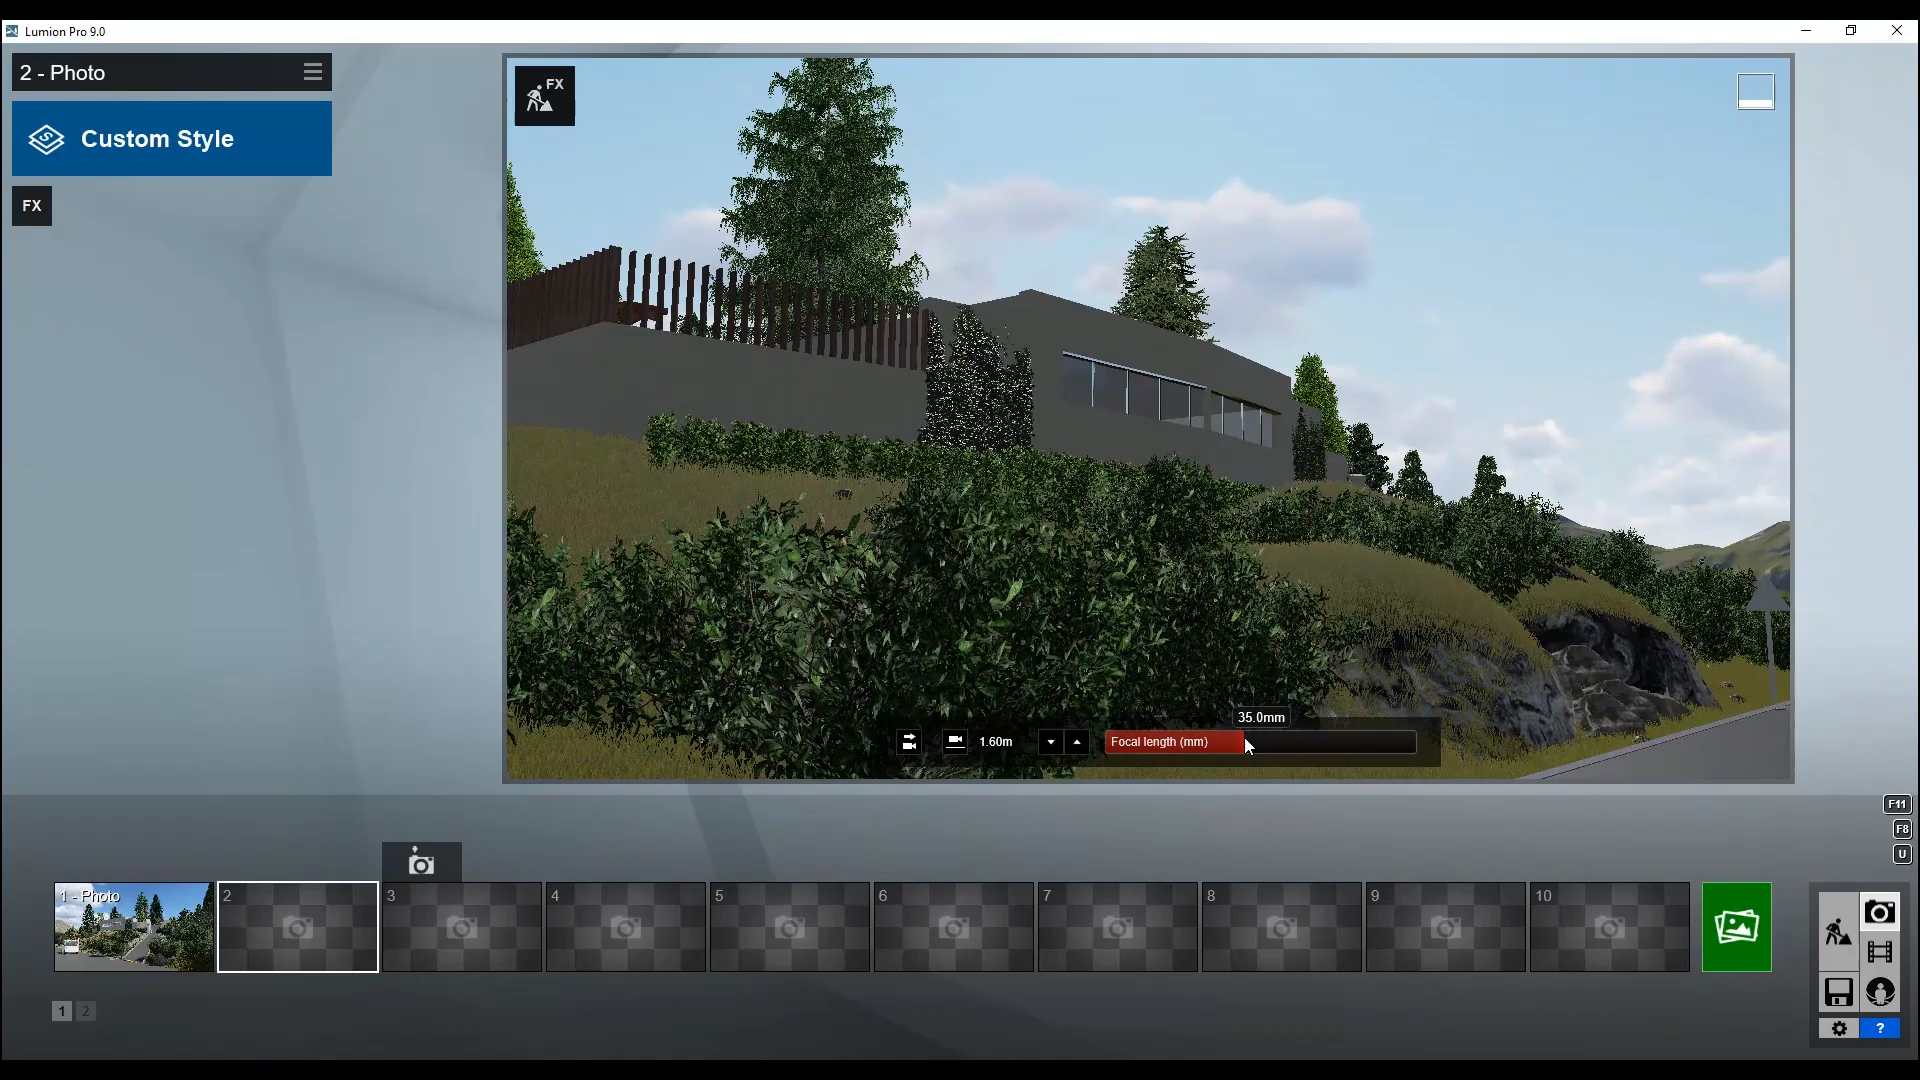 Lumion Pro 9.0
2 - Photo
Custom Style
FX
FX
35.0mm
1.60m
Focal length (mm)
F11
F8
U
1 - Photo
2
3
4
5
6
7
8
9
10
1
2
?